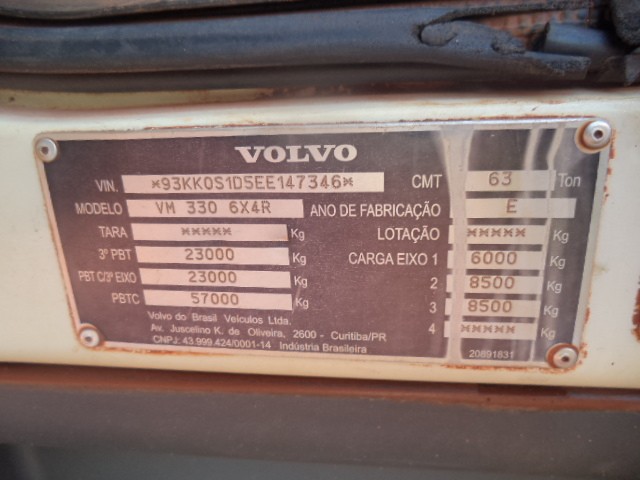 VOLVO
VIN. *93KK0S1D5EE147346* CMT 63 Ton
MODELO VM 330 6X4R ANO DE FABRICAÇÃO E
TARA ***** Kg LOTAÇÃO ***** Kg
3º PBT 23000 Kg CARGA EIXO 1 6000 Kg
PBT C/3º EIXO 23000 Kg 2 8500 Kg
PBTC 57000 Kg 3 8500 Kg
4 ***** Kg
Volvo do Brasil Veículos Ltda.
Av. Juscelino K. de Oliveira, 2600 - Curitiba/PR
CNPJ: 43.999.424/0001-14 Indústria Brasileira
20891831